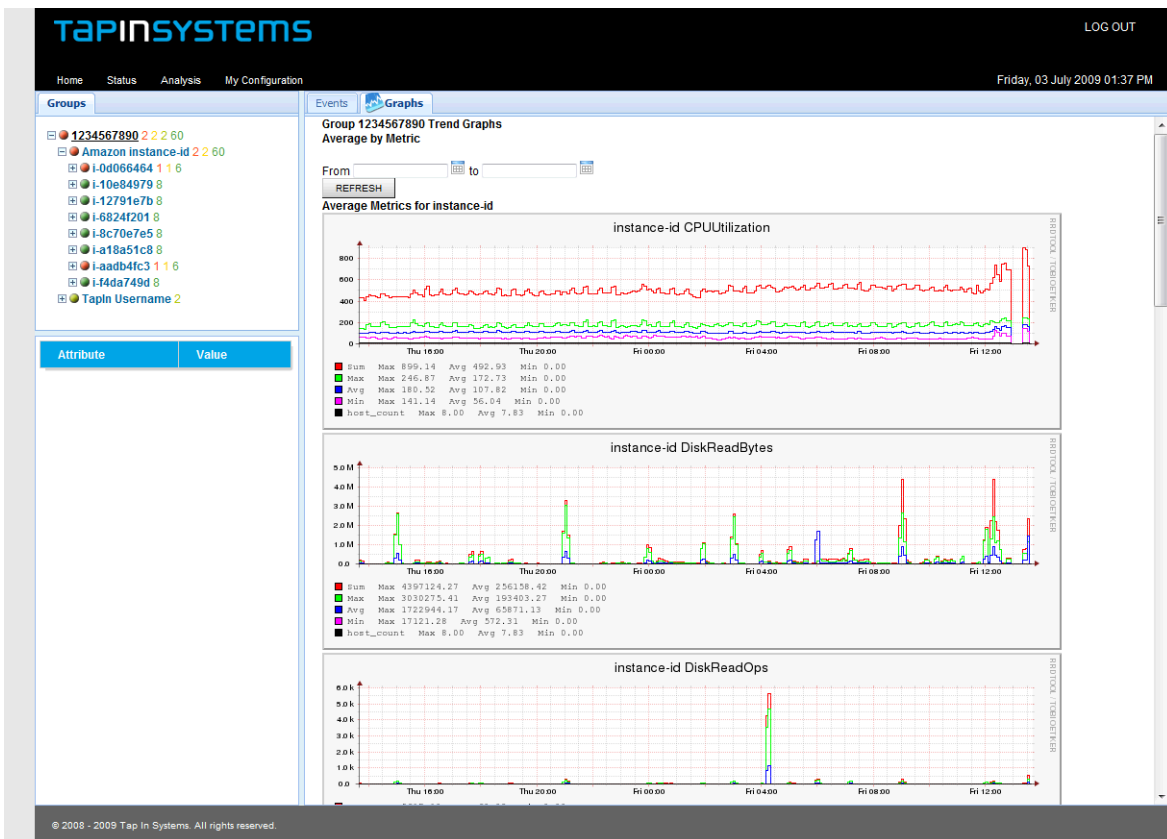 TAPINSYSTEMS
LOG OUT
Home Status Analysis My Configuration
Friday, 03 July 2009 01:37 PM
Groups
1234567890 2 2 2 60
Amazon instance-id 2 2 60
i-0d066464 1 1 6
i-10e84979 8
i-12791e7b 8
i-6824f201 8
i-8c70e7e5 8
i-a18a51c8 8
i-aadb4fc3 1 1 6
i-f4da749d 8
TapIn Username 2
Attribute Value
Events Graphs
Group 1234567890 Trend Graphs
Average by Metric
From to
REFRESH
Average Metrics for instance-id
instance-id CPUUtilization
RRDTOOL / TOBI OETIKER
800
600
400
200
0
Thu 16:00 Thu 20:00 Fri 00:00 Fri 04:00 Fri 08:00 Fri 12:00
Sum Max 899.14 Avg 492.93 Min 0.00
Max Max 246.87 Avg 172.73 Min 0.00
Avg Max 180.52 Avg 107.82 Min 0.00
Min Max 141.14 Avg 56.04 Min 0.00
host_count Max 8.00 Avg 7.83 Min 0.00
instance-id DiskReadBytes
RRDTOOL / TOBI OETIKER
5.0 M
4.0 M
3.0 M
2.0 M
1.0 M
0.0
Thu 16:00 Thu 20:00 Fri 00:00 Fri 04:00 Fri 08:00 Fri 12:00
Sum Max 4397124.27 Avg 256158.42 Min 0.00
Max Max 3030275.41 Avg 193403.27 Min 0.00
Avg Max 1722944.17 Avg 65871.13 Min 0.00
Min Max 17121.28 Avg 572.31 Min 0.00
host_count Max 8.00 Avg 7.83 Min 0.00
instance-id DiskReadOps
RRDTOOL / TOBI OETIKER
6.0 k
5.0 k
4.0 k
3.0 k
2.0 k
1.0 k
0.0
Thu 16:00 Thu 20:00 Fri 00:00 Fri 04:00 Fri 08:00 Fri 12:00
© 2008 - 2009 Tap In Systems. All rights reserved.